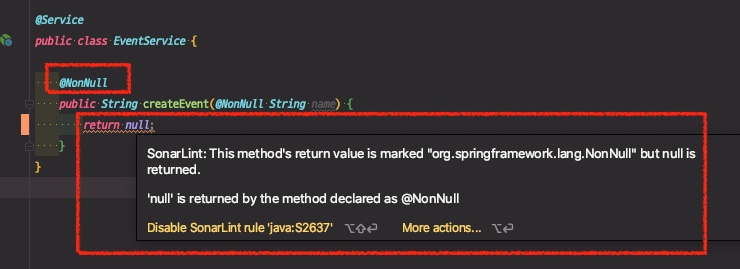 @Service
public class EventService {
@NonNull
public String createEvent(@NonNull String name) {
return null;
SonarLint: This method's return value is marked "org.springframework.lang.NonNull" but null is
returned.
'null' is returned by the method declared as @NonNull
Disable SonarLint rule 'java:S2637' ⌥⇧⏎ More actions... ⌥⏎
}
}